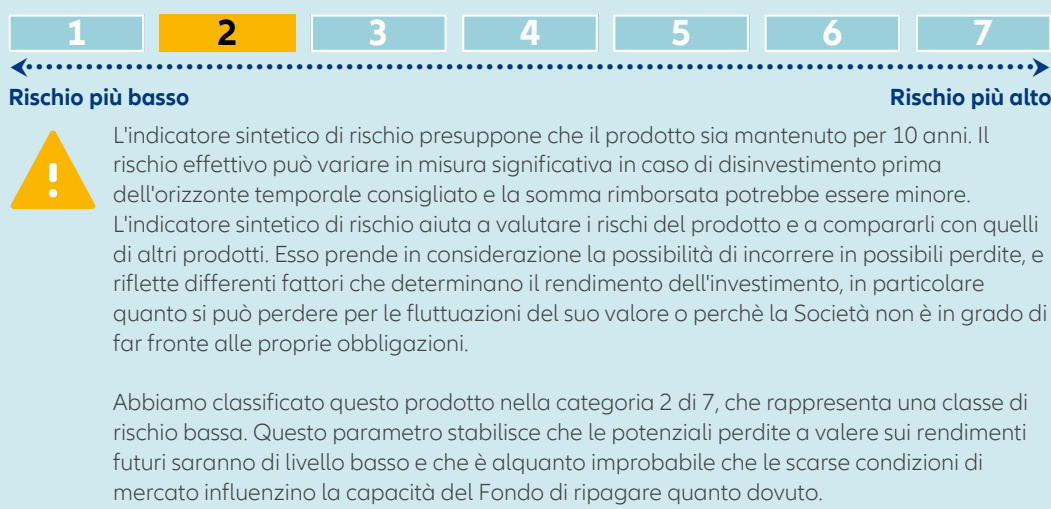 1 2 3 4 5 6 7
Rischio più basso Rischio più alto
L'indicatore sintetico di rischio presuppone che il prodotto sia mantenuto per 10 anni. Il
rischio effettivo può variare in misura significativa in caso di disinvestimento prima
dell'orizzonte temporale consigliato e la somma rimborsata potrebbe essere minore.
L'indicatore sintetico di rischio aiuta a valutare i rischi del prodotto e a compararli con quelli
di altri prodotti. Esso prende in considerazione la possibilità di incorrere in possibili perdite, e
riflette differenti fattori che determinano il rendimento dell'investimento, in particolare
quanto si può perdere per le fluttuazioni del suo valore o perchè la Società non è in grado di
far fronte alle proprie obbligazioni.
Abbiamo classificato questo prodotto nella categoria 2 di 7, che rappresenta una classe di
rischio bassa. Questo parametro stabilisce che le potenziali perdite a valere sui rendimenti
futuri saranno di livello basso e che è alquanto improbabile che le scarse condizioni di
mercato influenzino la capacità del Fondo di ripagare quanto dovuto.